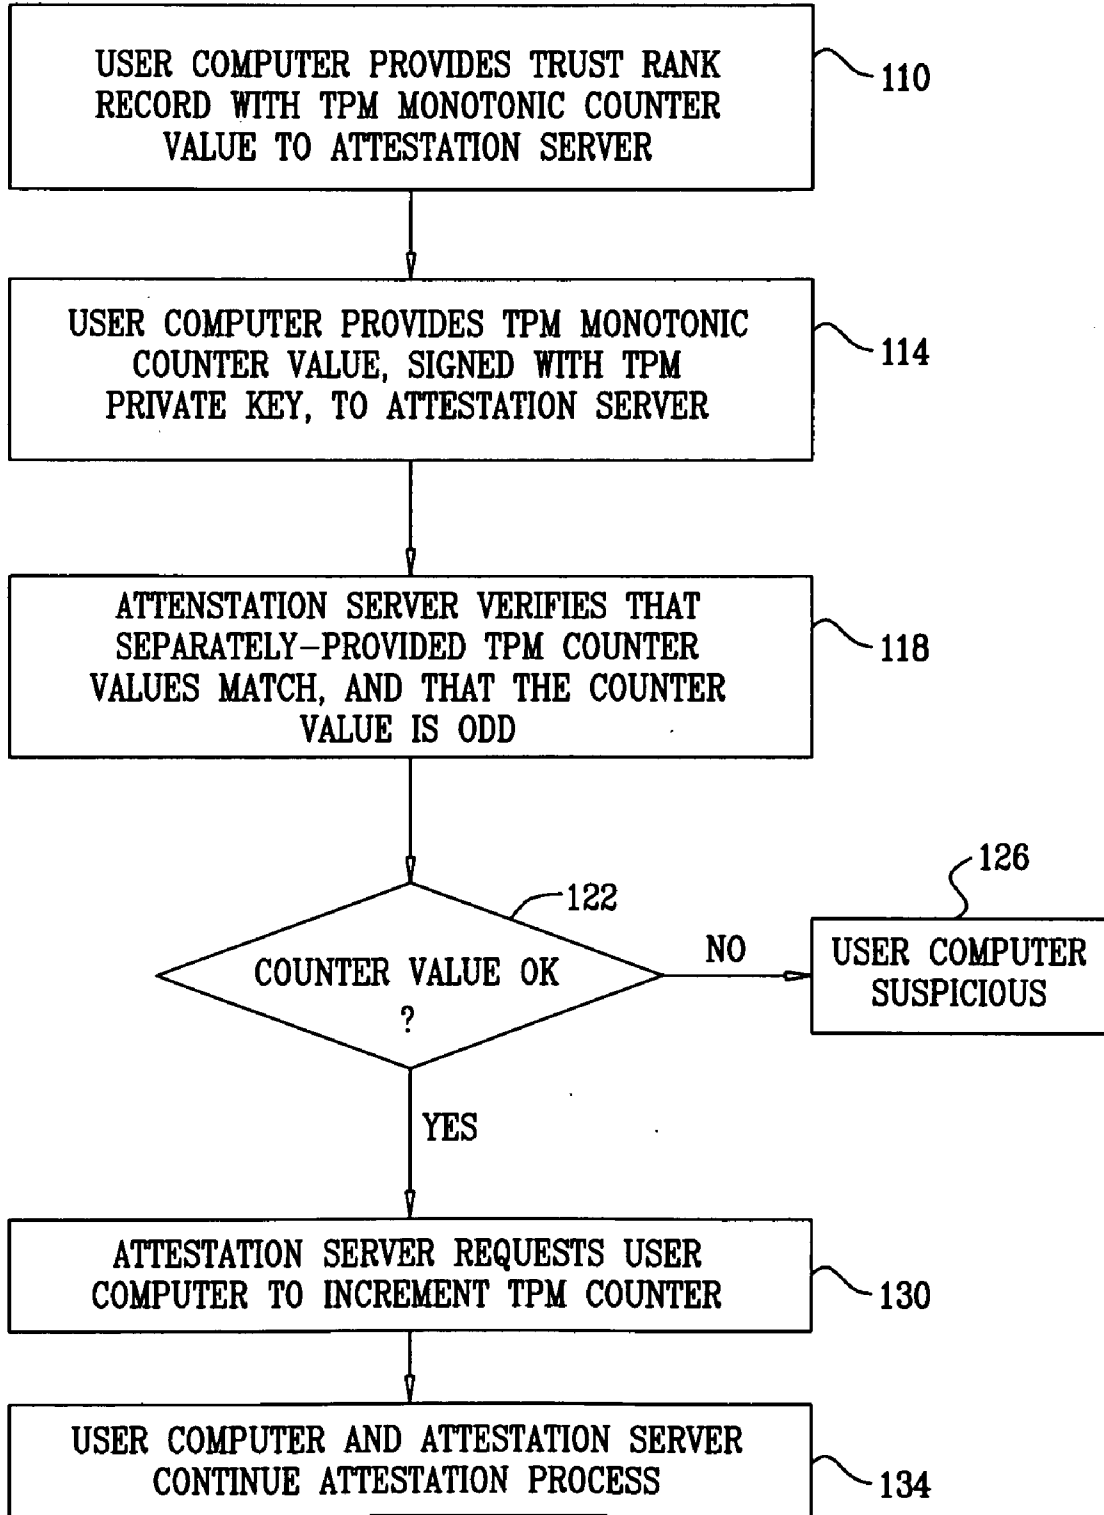 USER COMPUTER PROVIDES TRUST RANK
RECORD WITH TPM MONOTONIC COUNTER
VALUE TO ATTESTATION SERVER
110
USER COMPUTER PROVIDES TPM MONOTONIC
COUNTER VALUE, SIGNED WITH TPM
PRIVATE KEY, TO ATTESTATION SERVER
114
ATTENSTATION SERVER VERIFIES THAT
SEPARATELY-PROVIDED TPM COUNTER
VALUES MATCH, AND THAT THE COUNTER
VALUE IS ODD
118
122
COUNTER VALUE OK
?
NO
126
USER COMPUTER
SUSPICIOUS
YES
ATTESTATION SERVER REQUESTS USER
COMPUTER TO INCREMENT TPM COUNTER
130
USER COMPUTER AND ATTESTATION SERVER
CONTINUE ATTESTATION PROCESS
134